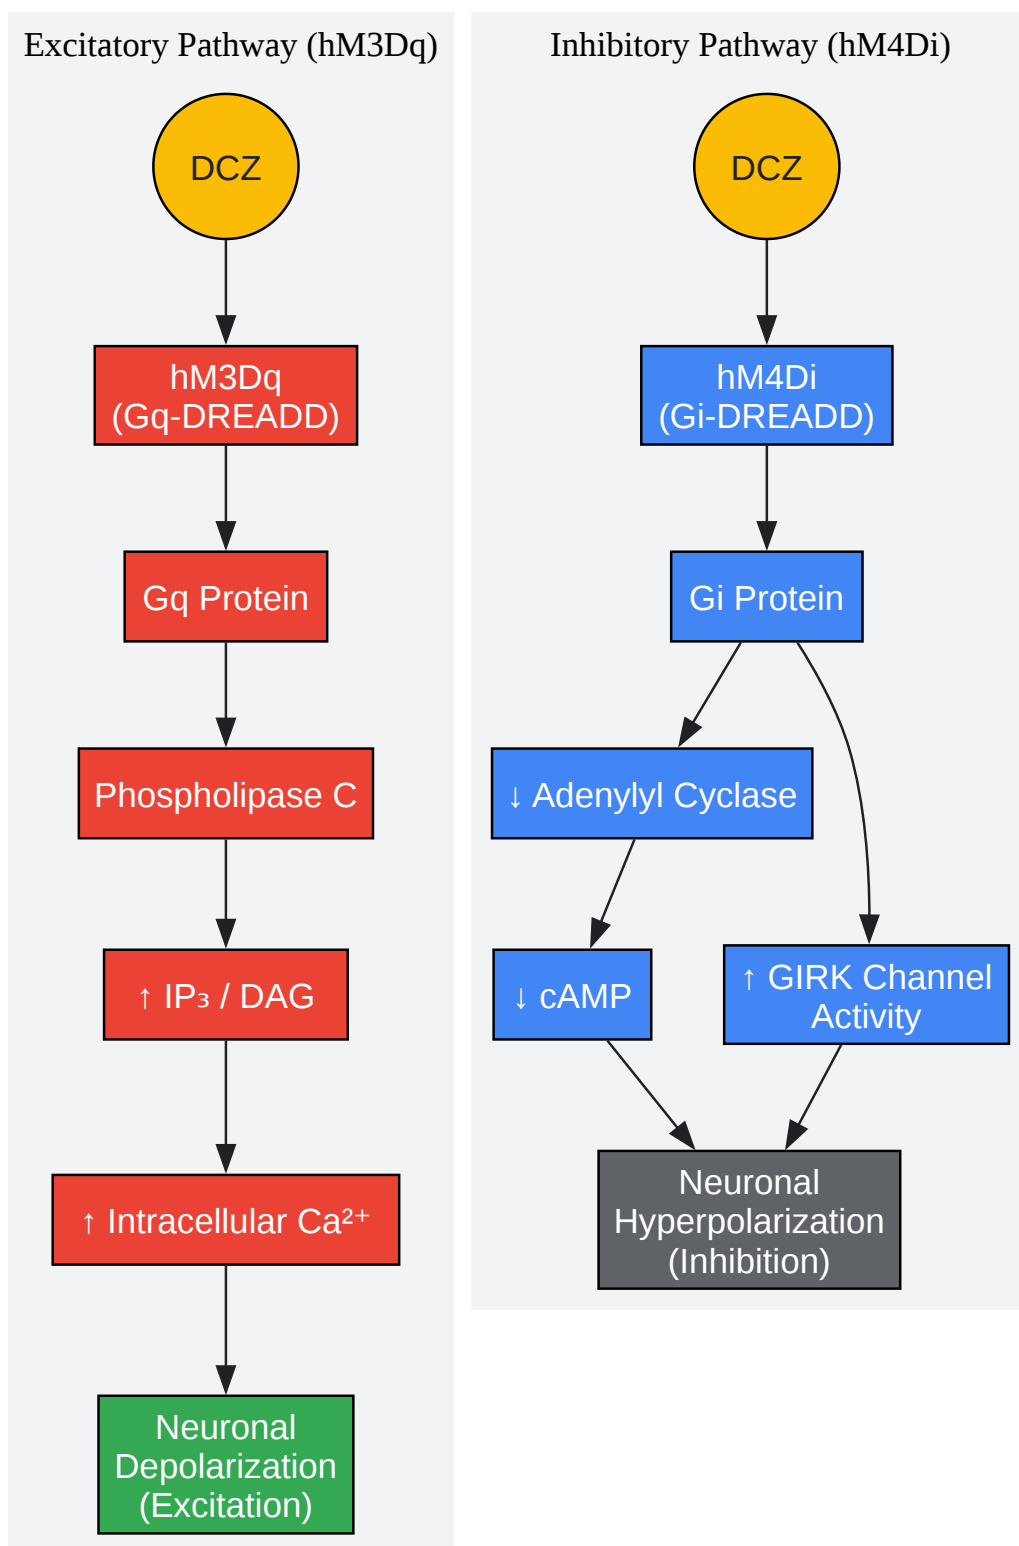 Excitatory Pathway (hM3Dq)
DCZ
hM3Dq
(Gq-DREADD)
Gq Protein
Phospholipase C
↑ IP₃ / DAG
↑ Intracellular Ca²⁺
Neuronal
Depolarization
(Excitation)
Inhibitory Pathway (hM4Di)
DCZ
hM4Di
(Gi-DREADD)
Gi Protein
↓ Adenylyl Cyclase
↓ cAMP
↑ GIRK Channel
Activity
Neuronal
Hyperpolarization
(Inhibition)